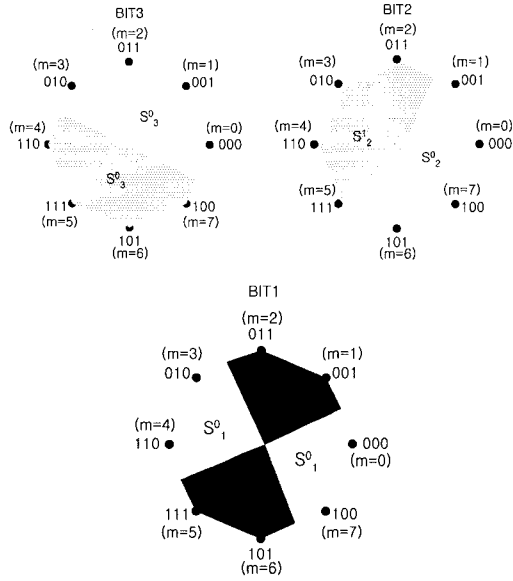 BIT3
(m=2)
011
(m=3)
010
(m=1)
001
S⁰₃
(m=4)
110
(m=0)
000
S⁰₃
111
(m=5)
100
(m=7)
101
(m=6)
BIT2
(m=2)
011
(m=3)
010
(m=1)
001
(m=4)
110
S¹₂
(m=0)
000
S⁰₂
(m=5)
111
(m=7)
100
101
(m=6)
BIT1
(m=2)
011
(m=3)
010
(m=1)
001
(m=4)
110
S⁰₁
S⁰₁
000
(m=0)
111
(m=5)
100
(m=7)
101
(m=6)